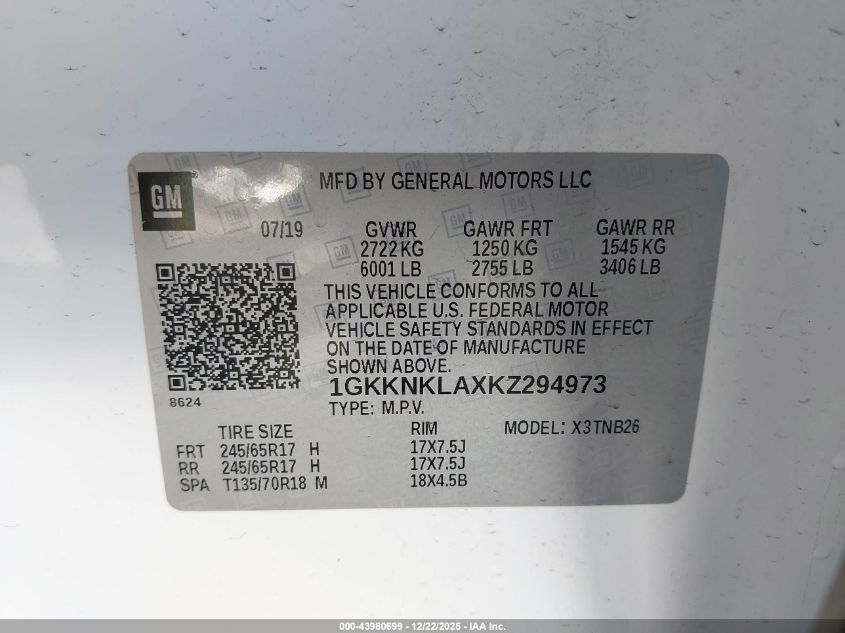 MFD BY GENERAL MOTORS LLC
GM
07/19 GVWR GAWR FRT GAWR RR
2722 KG 1250 KG 1545 KG
6001 LB 2755 LB 3406 LB
THIS VEHICLE CONFORMS TO ALL
APPLICABLE U.S. FEDERAL MOTOR
VEHICLE SAFETY STANDARDS IN EFFECT
ON THE DATE OF MANUFACTURE
SHOWN ABOVE.
1GKKNKLAXKZ294973
8624
TYPE: M.P.V.
TIRE SIZE RIM MODEL: X3TNB26
FRT 245/65R17 H 17X7.5J
RR 245/65R17 H 17X7.5J
SPA T135/70R18 M 18X4.5B
000-43980699 - 12/22/2025 - IAA Inc.